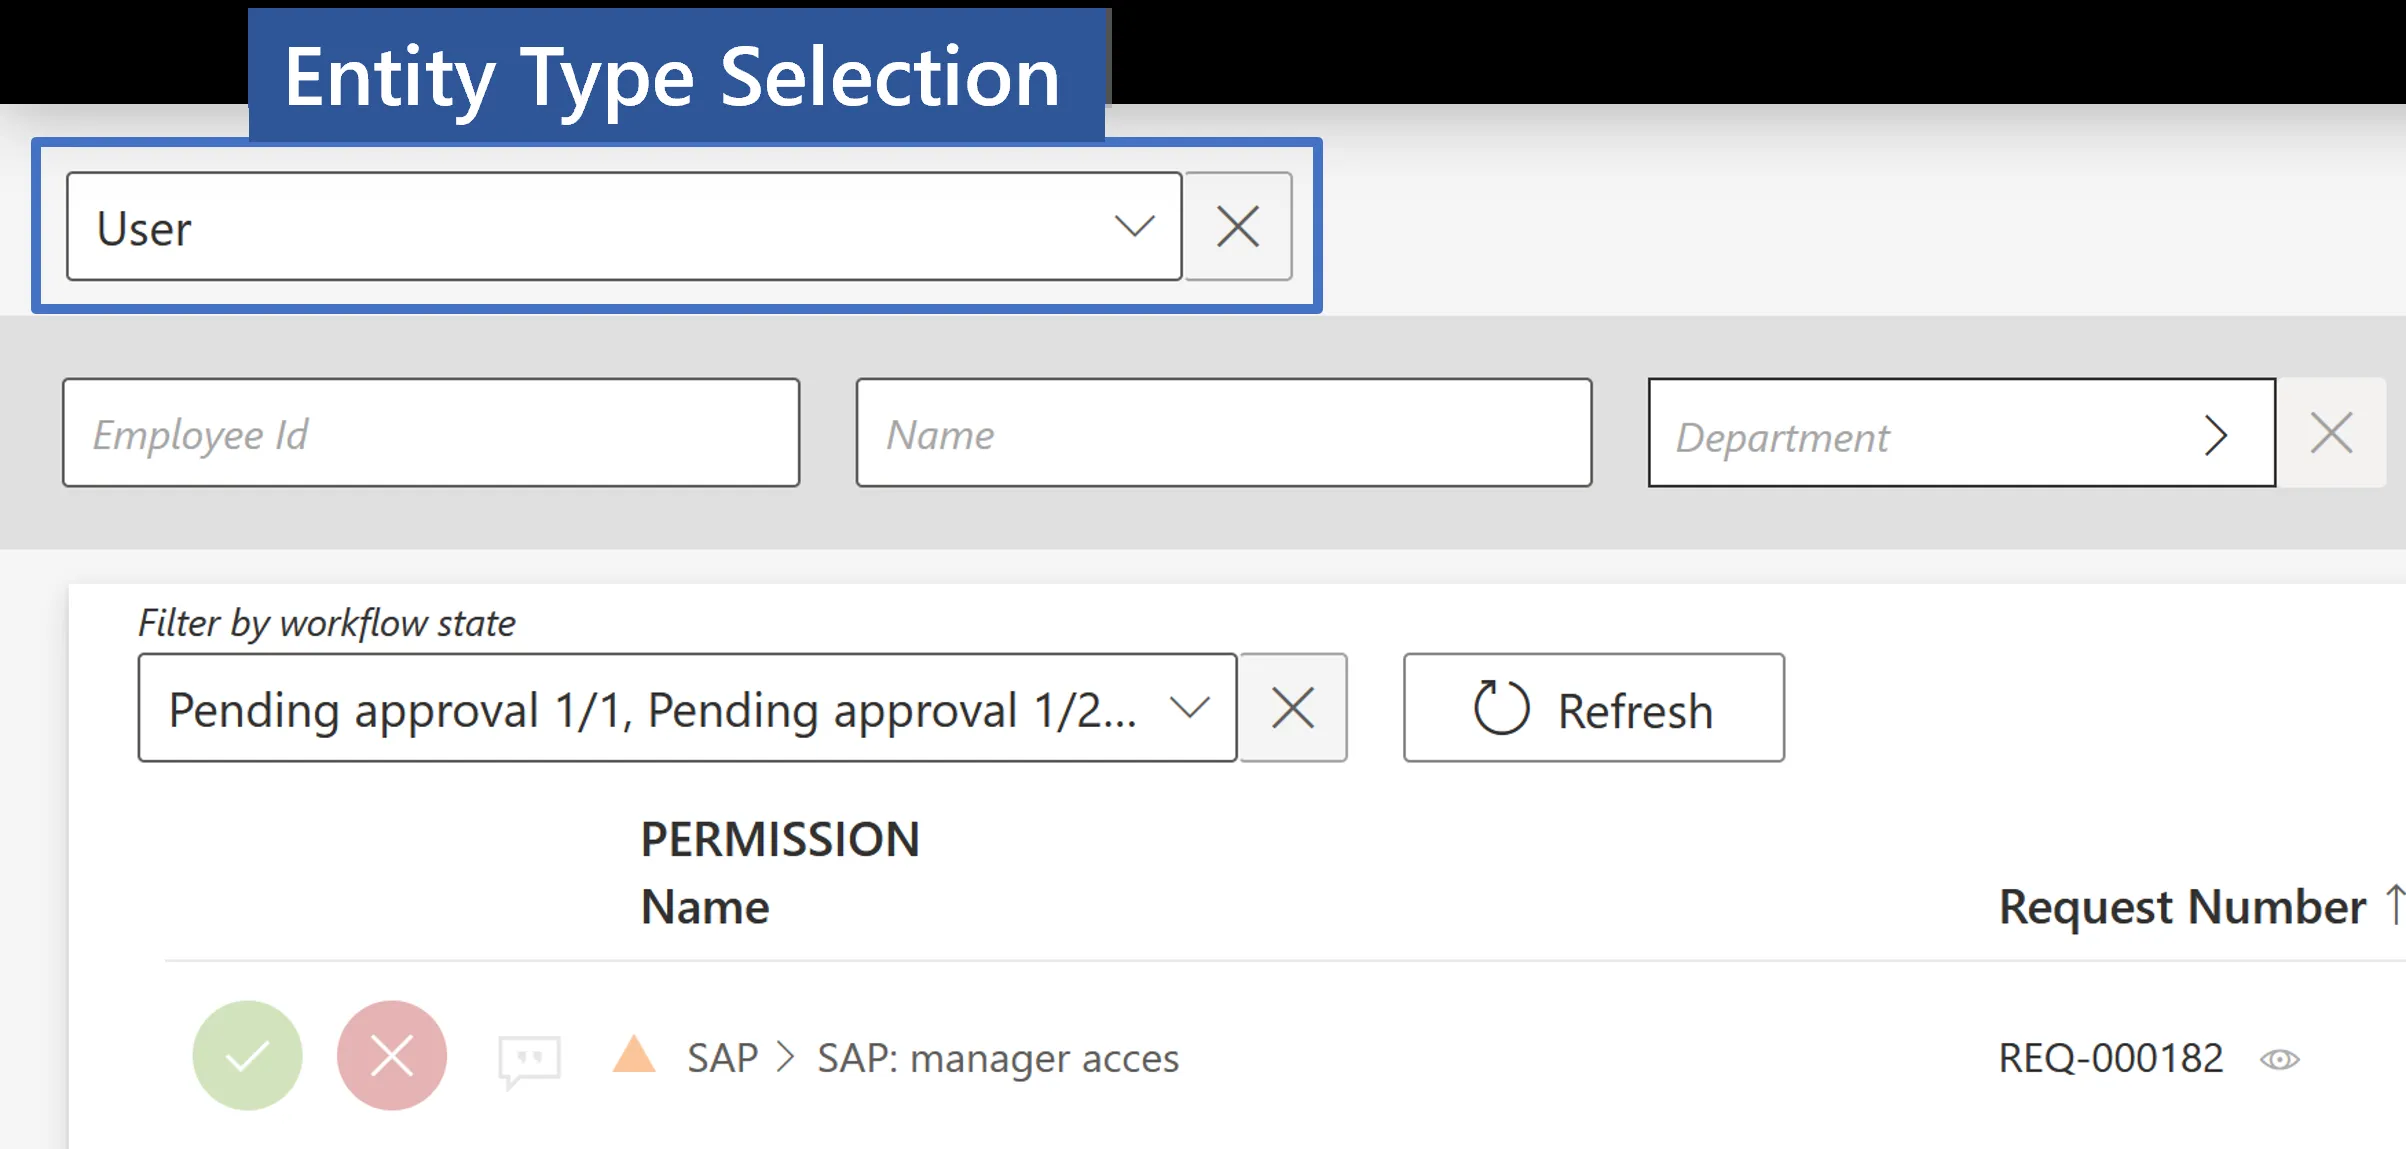 Entity Type Selection
User
Employee Id
Name
Department
Filter by workflow state
Pending approval 1/1, Pending approval 1/2...
Refresh
PERMISSION
Name
Request Number
SAP > SAP: manager acces
REQ-000182